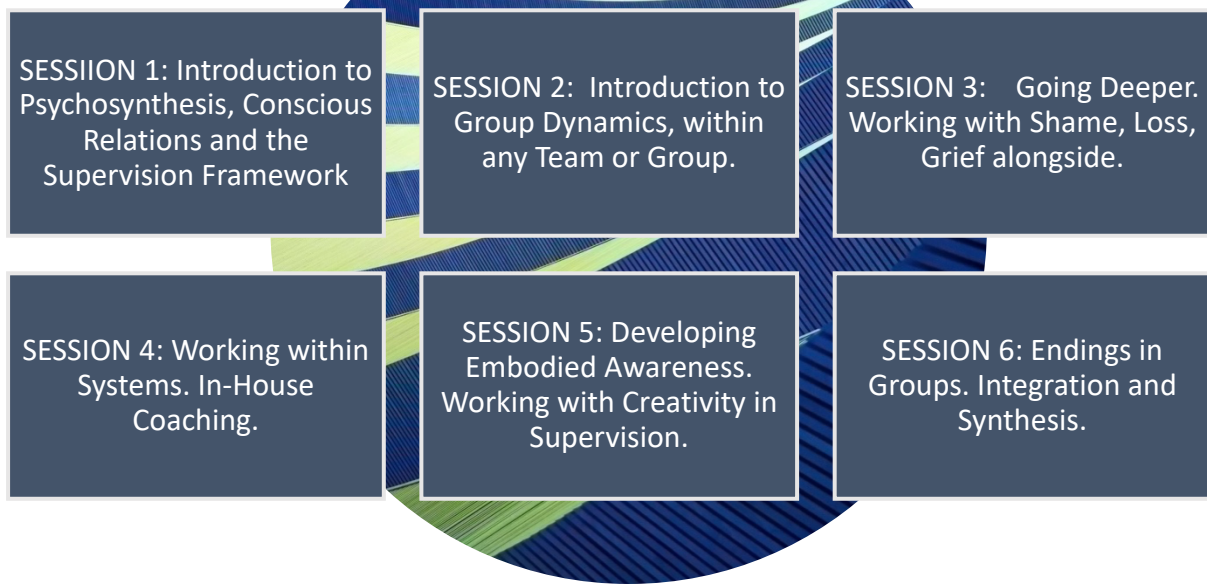 SESSIION 1: Introduction to
Psychosynthesis, Conscious
Relations and the
Supervision Framework
SESSION 2:  Introduction to
Group Dynamics, within
any Team or Group.
SESSION 3:    Going Deeper.
Working with Shame, Loss,
Grief alongside.
SESSION 4: Working within
Systems. In-House
Coaching.
SESSION 5: Developing
Embodied Awareness.
Working with Creativity in
Supervision.
SESSION 6: Endings in
Groups. Integration and
Synthesis.